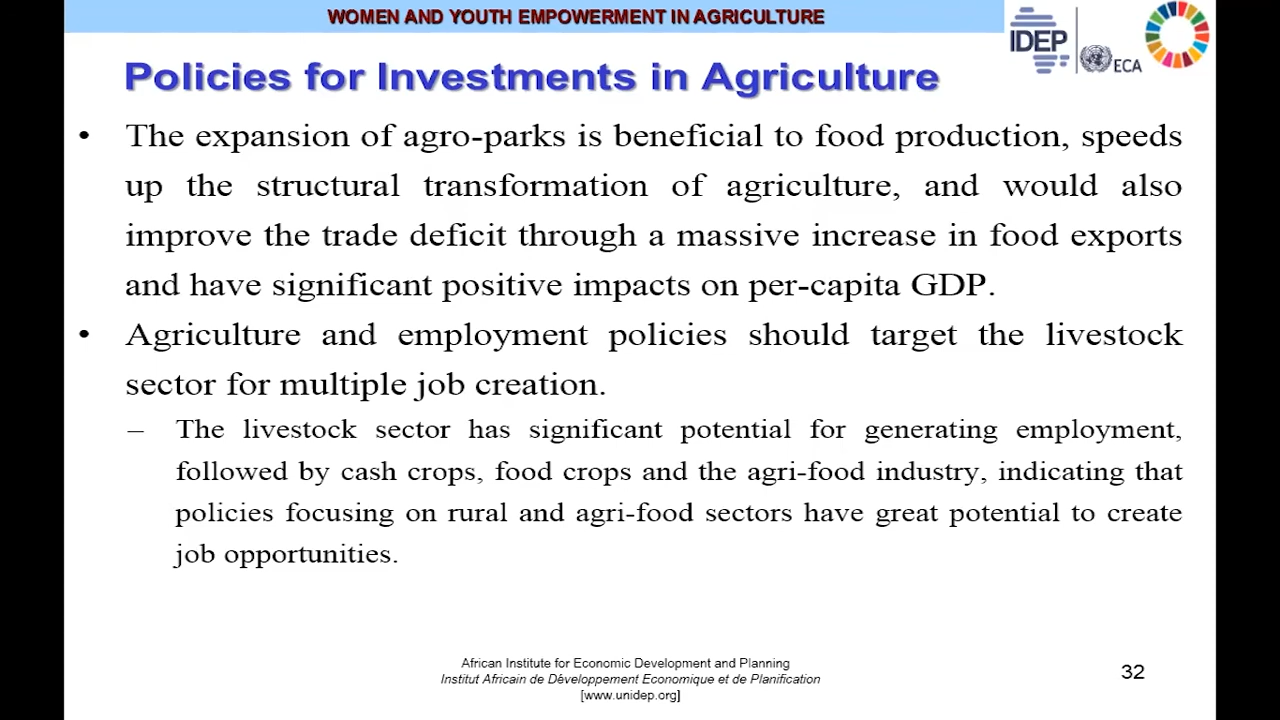 WOMEN AND YOUTH EMPOWERMENT IN AGRICULTURE
IDEP
ECA
Policies for Investments in Agriculture
• The expansion of agro-parks is beneficial to food production, speeds
up the structural transformation of agriculture, and would also
improve the trade deficit through a massive increase in food exports
and have significant positive impacts on per-capita GDP.
• Agriculture and employment policies should target the livestock
sector for multiple job creation.
– The livestock sector has significant potential for generating employment,
followed by cash crops, food crops and the agri-food industry, indicating that
policies focusing on rural and agri-food sectors have great potential to create
job opportunities.
African Institute for Economic Development and Planning
Institut Africain de Développement Economique et de Planification
[www.unidep.org]
32